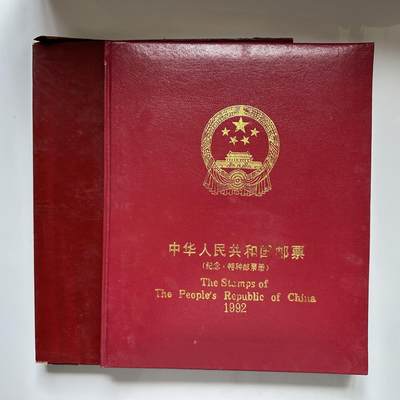 中华人民共和国邮票
(纪念·特种邮票册)
The Stamps of
The People's Republic of China
1992